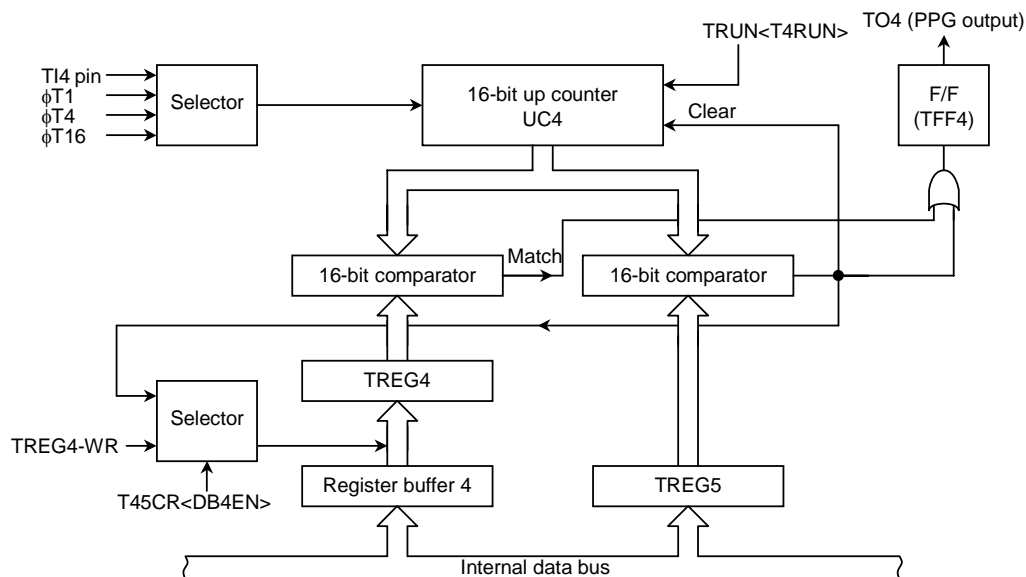 TO4 (PPG output)
TRUN<T4RUN>
TI4 pin
ϕT1
ϕT4
ϕT16
Selector
16-bit up counter
UC4
Clear
F/F
(TFF4)
Match
16-bit comparator
16-bit comparator
TREG4
Selector
TREG4-WR
T45CR<DB4EN>
Register buffer 4
TREG5
Internal data bus